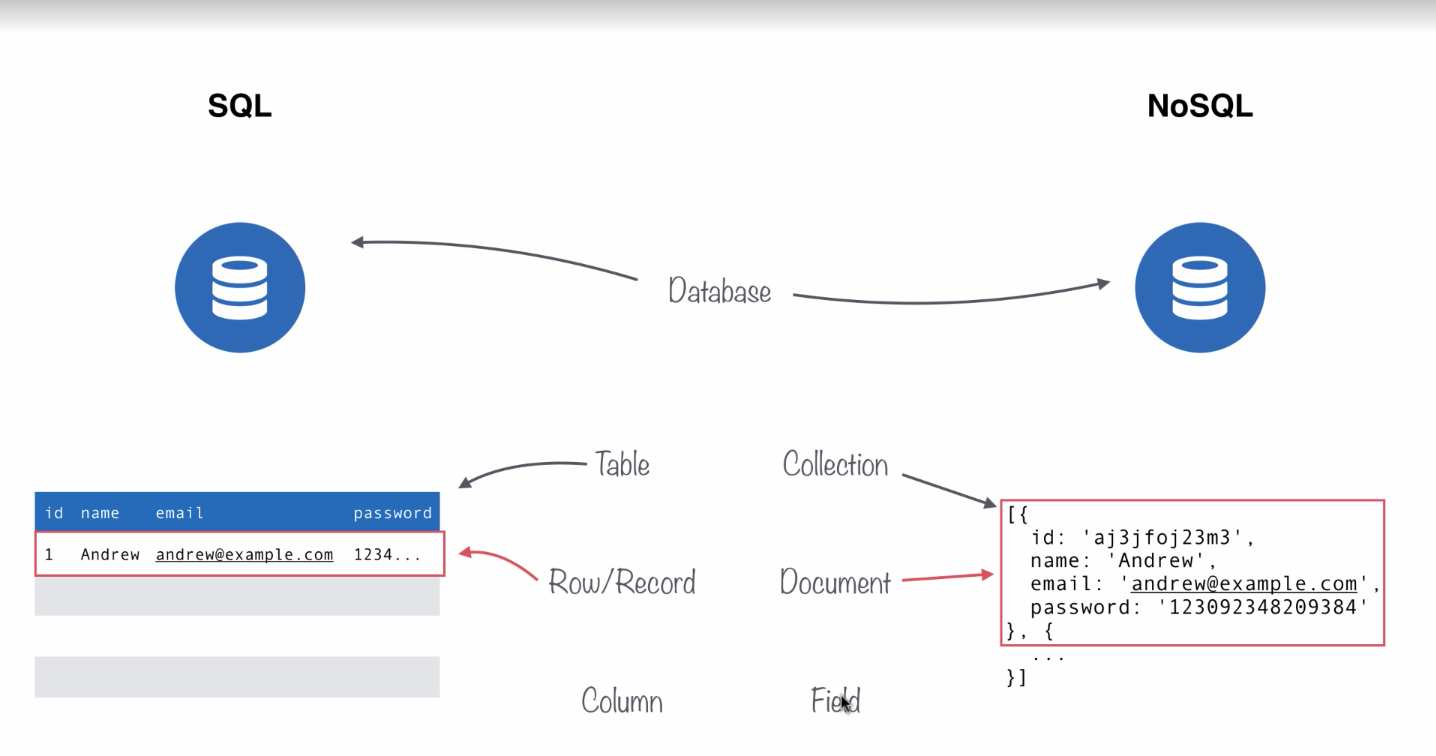 SQL
NoSQL
Database
Table
Collection
id name email password
1 Andrew andrew@example.com 1234...
Row/Record
Document
[{
id: 'aj3jfoj23m3',
name: 'Andrew',
email: 'andrew@example.com',
password: '123092348209384'
}, {
...
}]
Column
Field